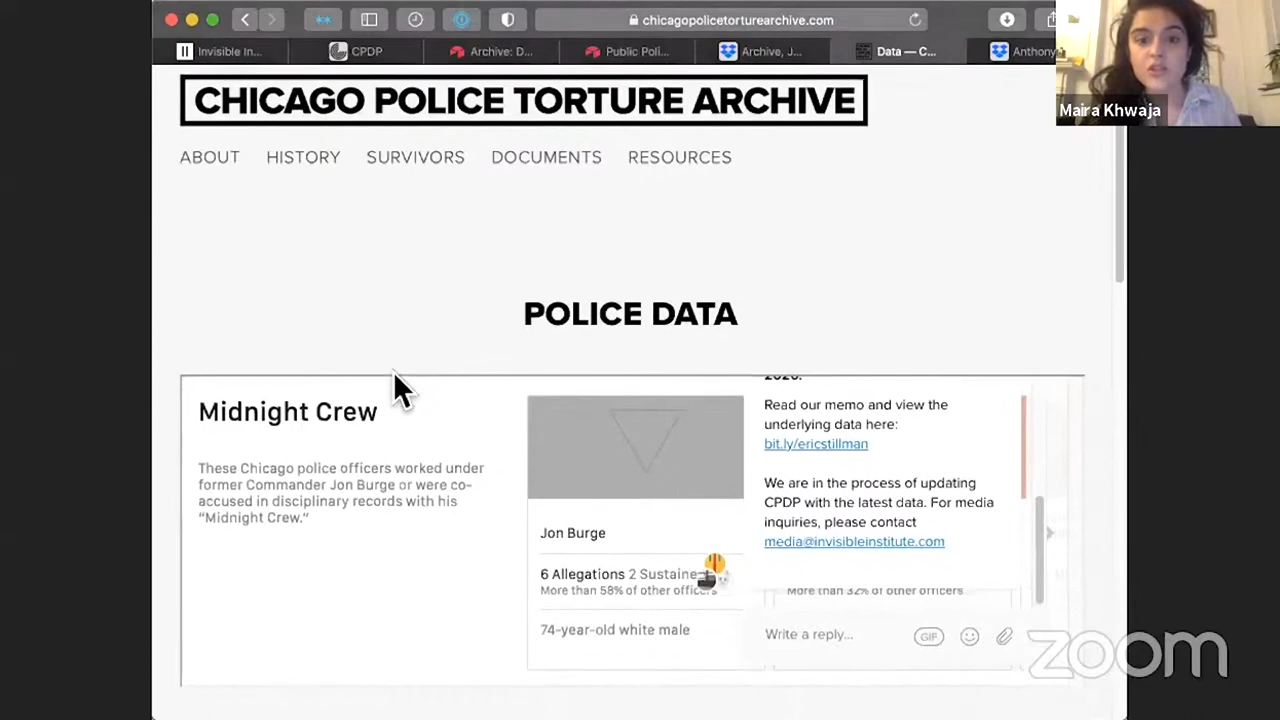 chicagopolicetorturearchive.com
Invisible In...
CPDP
Archive: D...
Public Poli...
Archive, J...
Data — C...
Anthony
Maira Khwaja
CHICAGO POLICE TORTURE ARCHIVE
ABOUT HISTORY SURVIVORS DOCUMENTS RESOURCES
POLICE DATA
Midnight Crew
These Chicago police officers worked under
former Commander Jon Burge or were co-
accused in disciplinary records with his
“Midnight Crew.“
Jon Burge
6 Allegations 2 Sustaine
More than 58% of other officers
74-year-old white male
2020.
Read our memo and view the
underlying data here:
bit.ly/ericstillman
We are in the process of updating
CPDP with the latest data. For media
inquiries, please contact
media@invisibleinstitute.com
More than 32% of other officers
Write a reply...
GIF
zoom